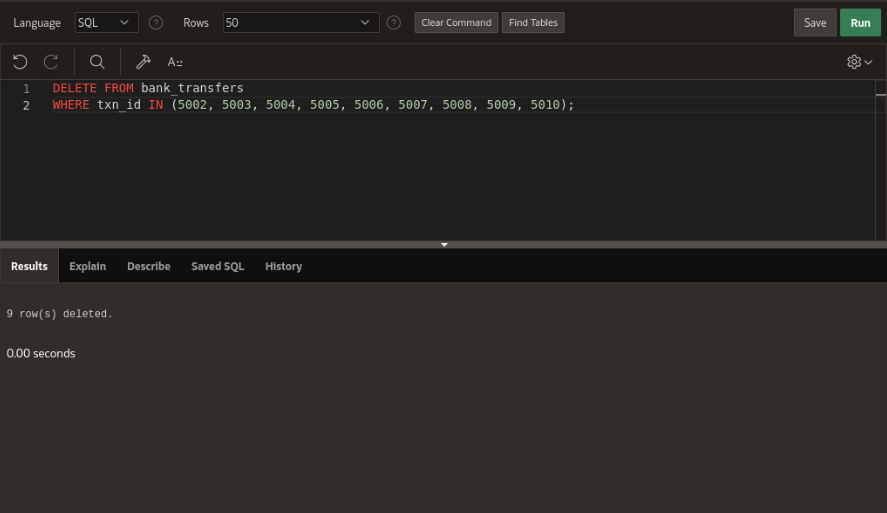 Language SQL Rows 50 Clear Command Find Tables Save Run
A
1 DELETE FROM bank_transfers
2 WHERE txn_id IN (5002, 5003, 5004, 5005, 5006, 5007, 5008, 5009, 5010);
Results Explain Describe Saved SQL History
9 row(s) deleted.
0.00 seconds